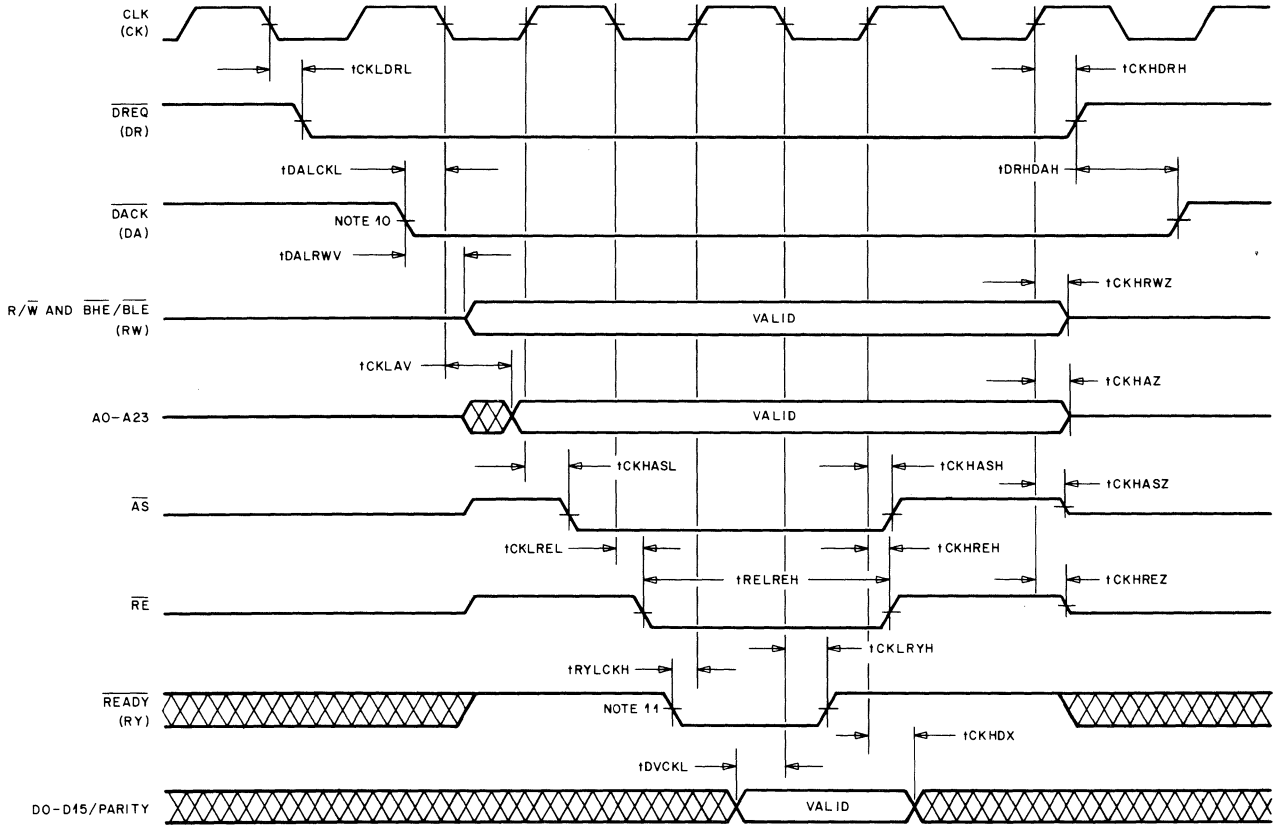 CLK
(CK)
tCKLDRL
tCKHDRH
DREQ
(DR)
tDALCKL
tDRHDAH
DACK
(DA)
NOTE 10
tDALRWV
tCKHRWZ
R/W AND BHE/BLE
(RW)
VALID
tCKLAV
tCKHAZ
A0-A23
VALID
tCKHASL
tCKHASH
tCKHASZ
AS
tCKLREL
tCKHREH
tRELREH
tCKHREZ
RE
tCKLRYH
tRYLCKH
READY
(RY)
NOTE 11
tCKHDX
tDVCKL
D0-D15/PARITY
VALID